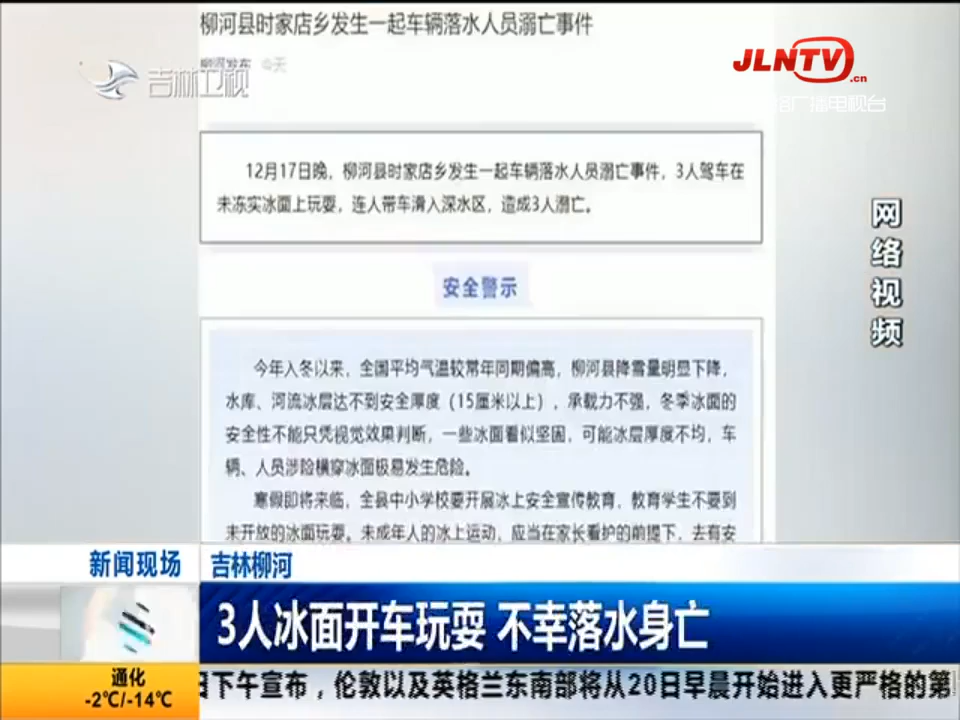 柳河县时家店乡发生一起车辆落水人员溺亡事件
柳河发布 今天
吉林卫视
JLNTV.cn
广播电视台
12月17日晚，柳河县时家店乡发生一起车辆落水人员溺亡事件，3人驾车在
未冻实冰面上玩耍，连人带车滑入深水区，造成3人溺亡。
网络视频
安全警示
今年入冬以来，全国平均气温较常年同期偏高，柳河县降雪量明显下降，
水库、河流冰层达不到安全厚度（15厘米以上），承载力不强，冬季冰面的
安全性不能只凭视觉效果判断，一些冰面看似坚固，可能冰层厚度不均，车
辆、人员涉险横穿冰面极易发生危险。
寒假即将来临，全县中小学校要开展冰上安全宣传教育，教育学生不要到
未开放的冰面玩耍。未成年人的冰上运动，应当在家长看护的前提下，去有安
新闻现场
吉林柳河
3人冰面开车玩耍 不幸落水身亡
通化
-2℃/-14℃
日下午宣布，伦敦以及英格兰东南部将从20日早晨开始进入更严格的第